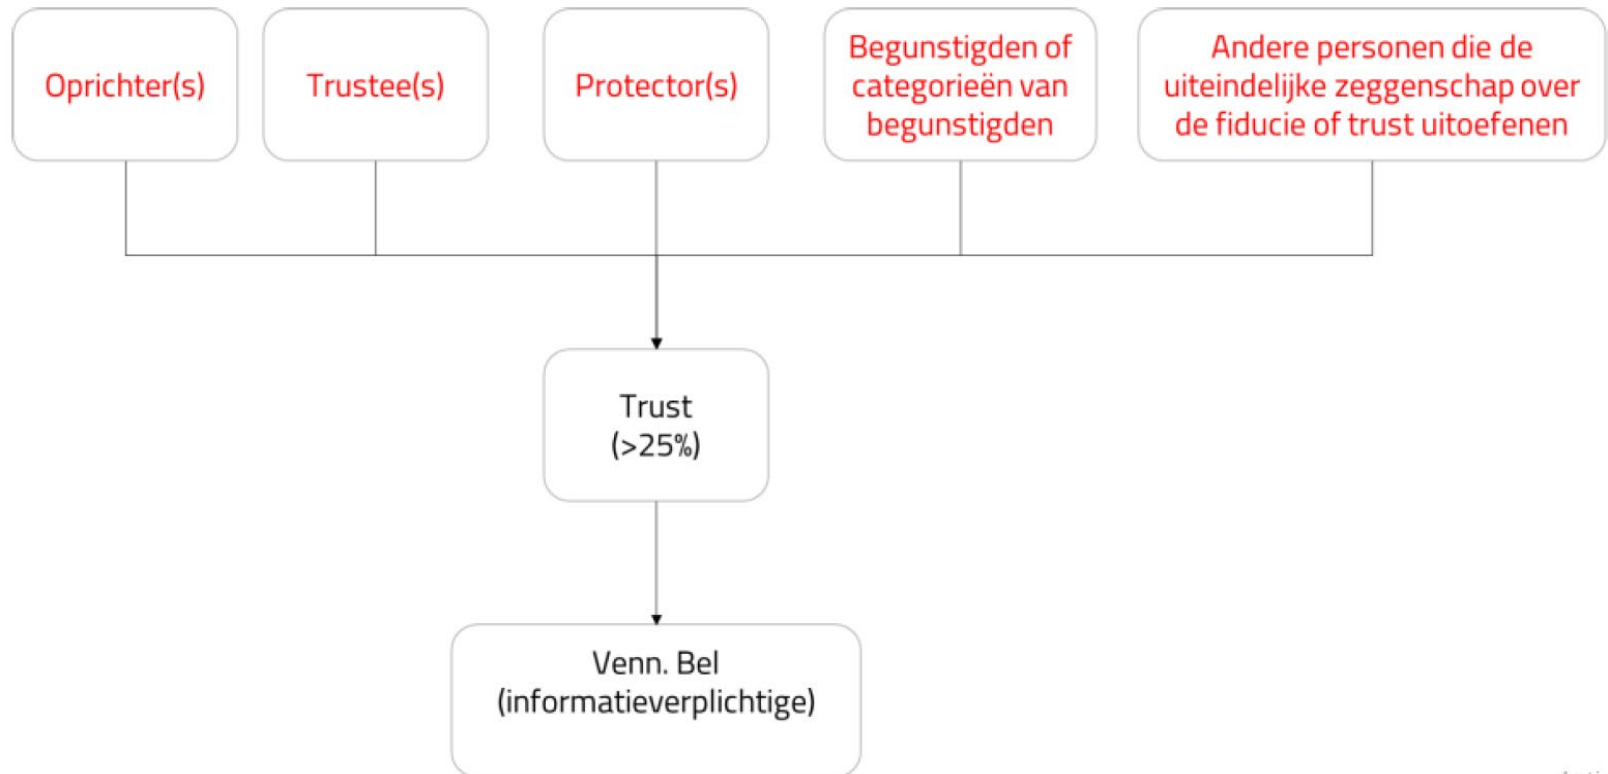 Oprichter(s)
Trustee(s)
Protector(s)
Begunstigden of
categorieën van
begunstigden
Andere personen die de
uiteindelijke zeggenschap over
de fiducie of trust uitoefenen
Trust
(>25%)
Venn. Bel
(informatieverplichtige)